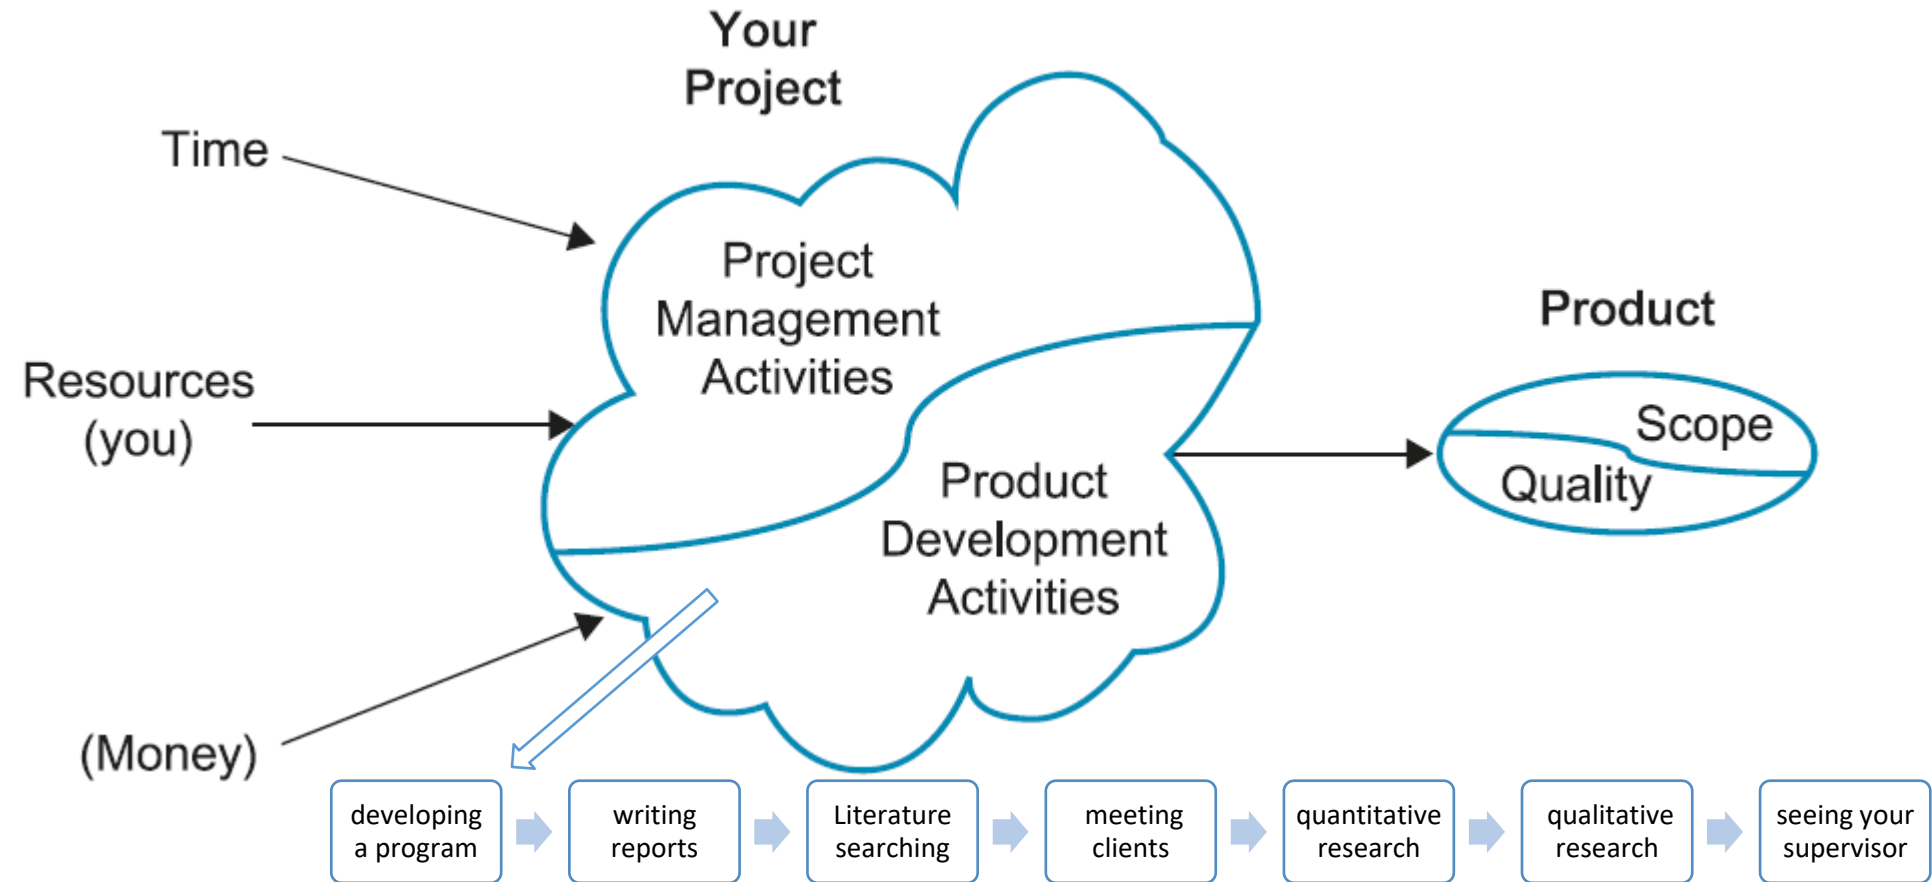 Your
Project
Time
Resources
(you)
(Money)
Project
Management
Activities
Product
Development
Activities
Product
Scope
Quality
developing
a program
writing
reports
Literature
searching
meeting
clients
quantitative
research
qualitative
research
seeing your
supervisor